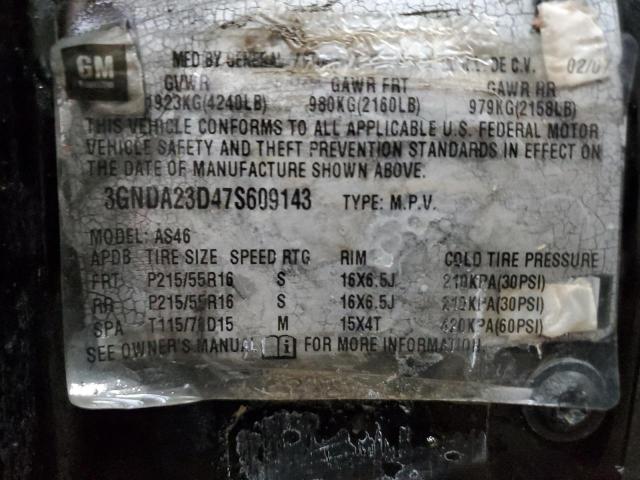 GM
MFD BY GENERAL DE C.V. 02/07
GVWR GAWR FRT GAWR RR
1923KG(4240LB) 980KG(2160LB) 979KG(2158LB)
THIS VEHICLE CONFORMS TO ALL APPLICABLE U.S. FEDERAL MOTOR
VEHICLE SAFETY AND THEFT PREVENTION STANDARDS IN EFFECT ON
THE DATE OF MANUFACTURE SHOWN ABOVE.
3GNDA23D47S609143 TYPE: M.P.V.
MODEL: AS46
APDB TIRE SIZE SPEED RTG RIM COLD TIRE PRESSURE
FRT P215/55R16 S 16X6.5J 210KPA(30PSI)
RR P215/55R16 S 16X6.5J 210KPA(30PSI)
SPA T115/70D15 M 15X4T 420KPA(60PSI)
SEE OWNER'S MANUAL i FOR MORE INFORMATION.